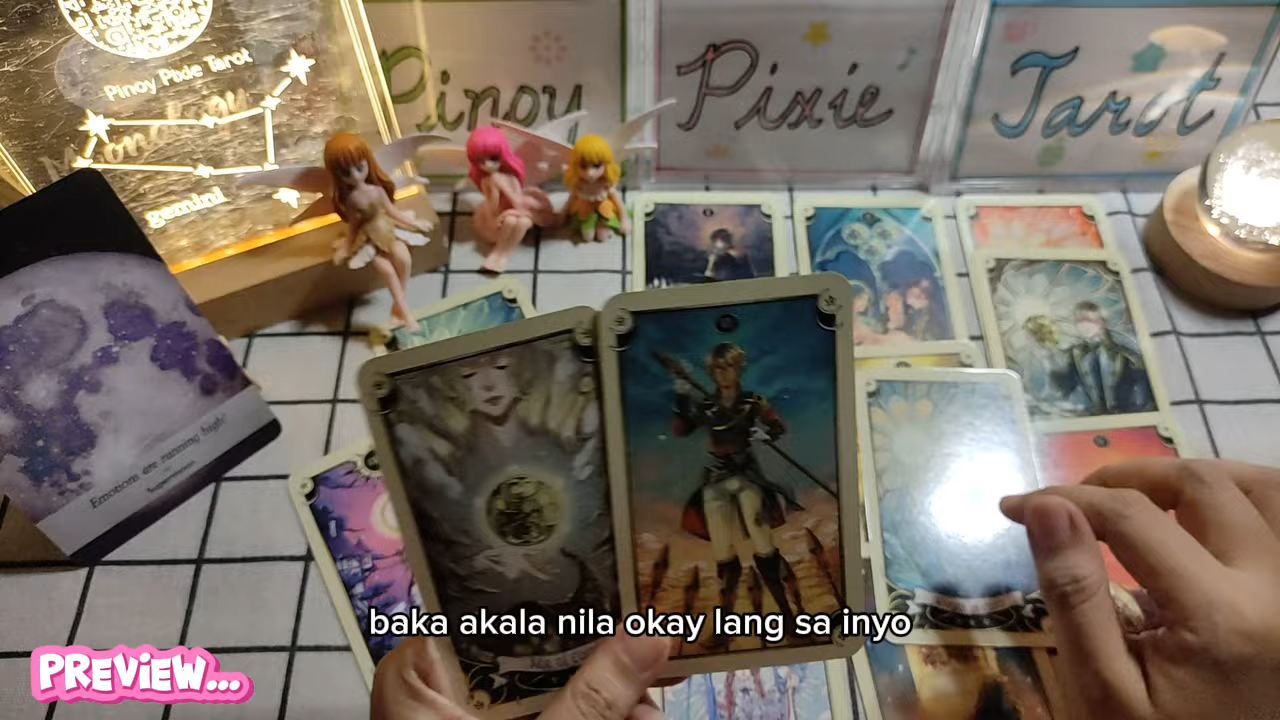 Pinoy Pixie Tarot
gemini
Pinoy
Pixie
Tarot
Emotions are running high!
Supermoon
baka akala nila okay lang sa inyo
PREVIEW...